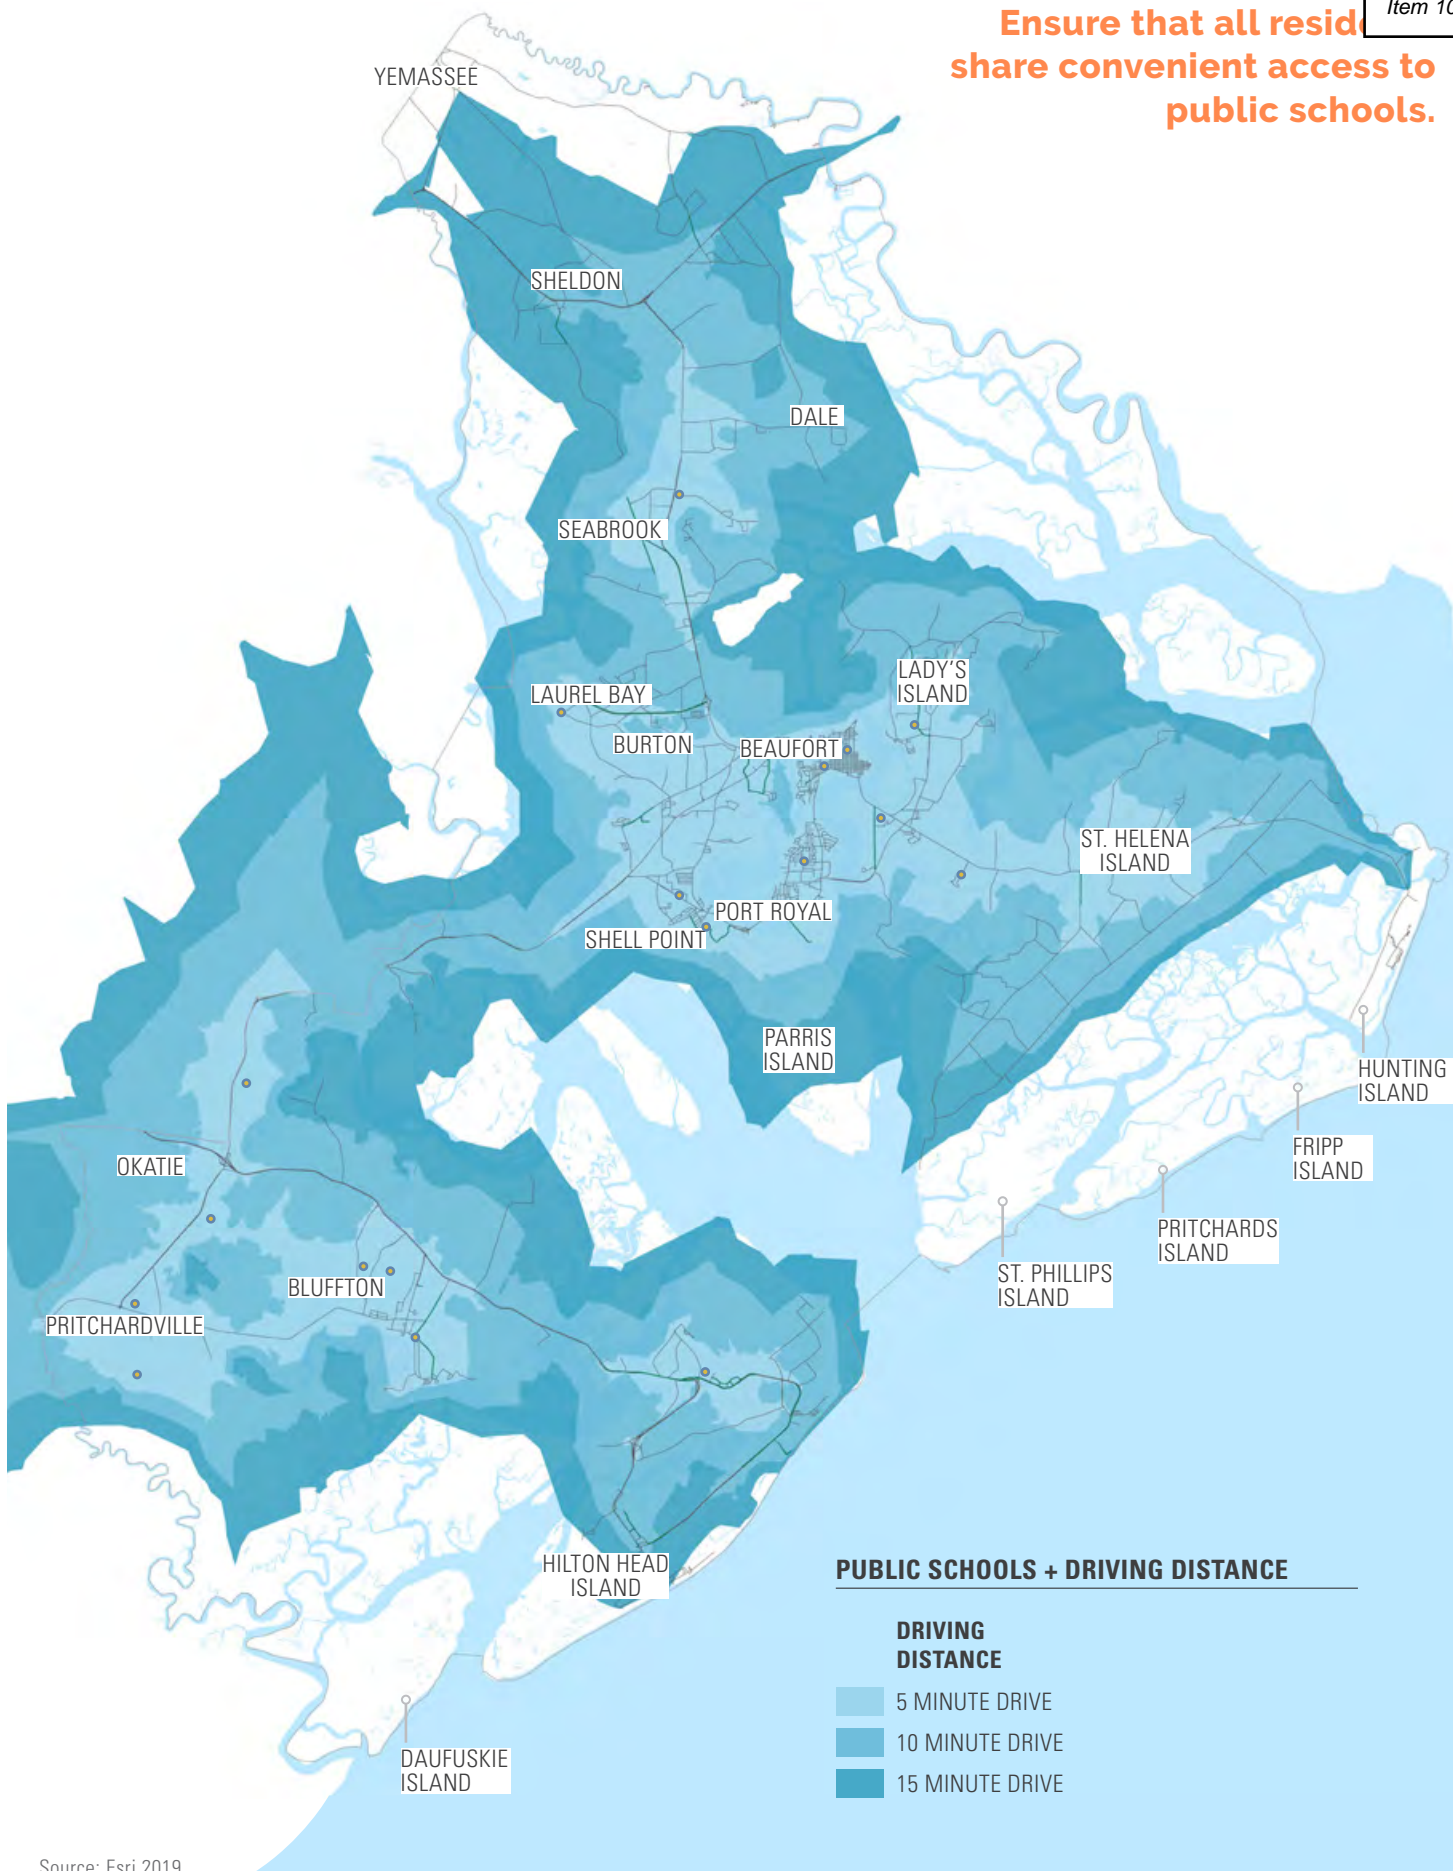 Item 10
Ensure that all
share convenient access to
public schools.
YEMASSEE
SHELDON
DALE
SEABROOK
LADY'S
ISLAND
LAUREL BAY
BURTON
BEAUFORT
ST. HELENA
ISLAND
PORT ROYAL
SHELL POINT
PARRIS
ISLAND
HUNTING
ISLAND
FRIPP
ISLAND
OKATIE
PRITCHARDS
ISLAND
ST. PHILLIPS
ISLAND
BLUFFTON
PRITCHARDVILLE
HILTON HEAD
ISLAND
DAUFUSKIE
ISLAND
PUBLIC SCHOOLS + DRIVING DISTANCE
DRIVING
DISTANCE
5 MINUTE DRIVE
10 MINUTE DRIVE
15 MINUTE DRIVE
Source: Esri 2019